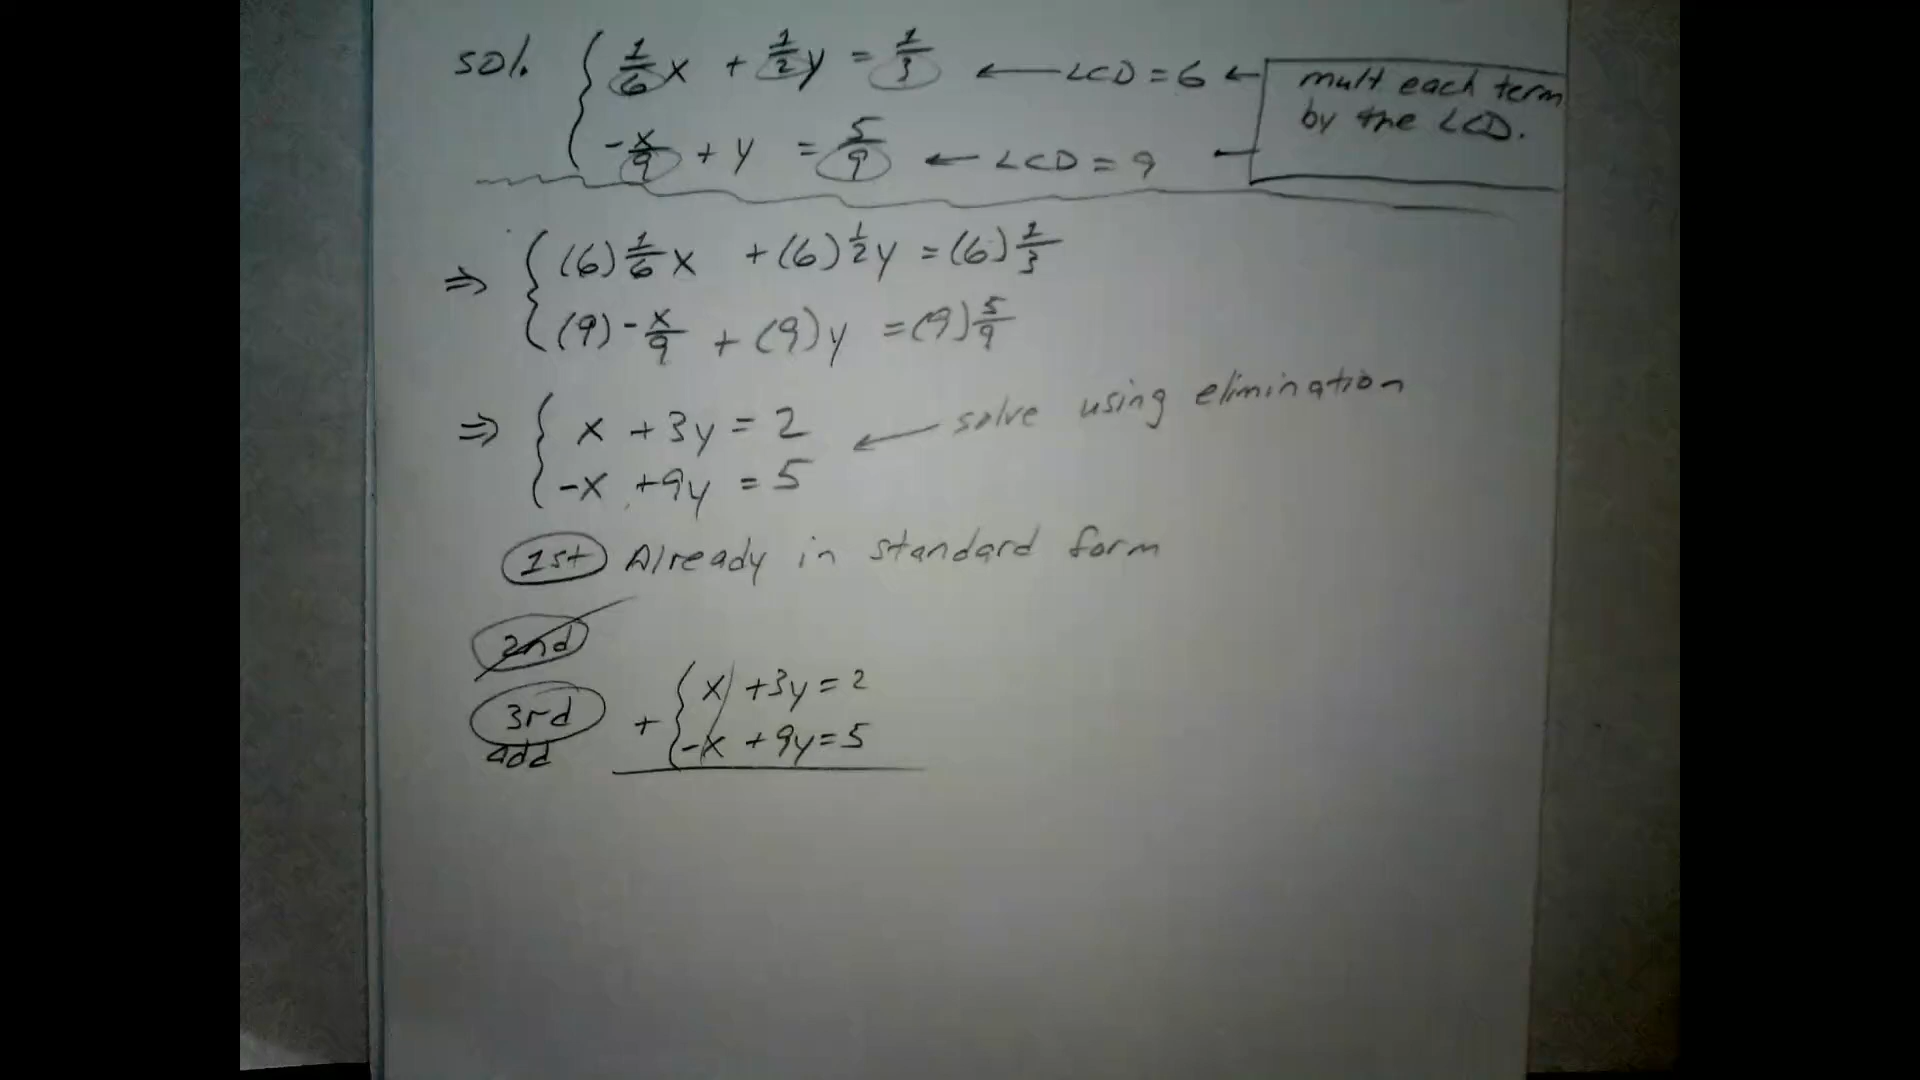 sol. { 1/6 x + 1/2 y = 1/3 ← LCD = 6 ← mult each term
by the LCD.
-x/9 + y = 5/9 ← LCD = 9 ←
⇒ { (6) 1/6 x + (6) 1/2 y = (6) 1/3
(9) - x/9 + (9) y = (9) 5/9
⇒ { x + 3y = 2 ← solve using elimination
-x + 9y = 5
1st Already in standard form
2nd
3rd + { x + 3y = 2
add -x + 9y = 5